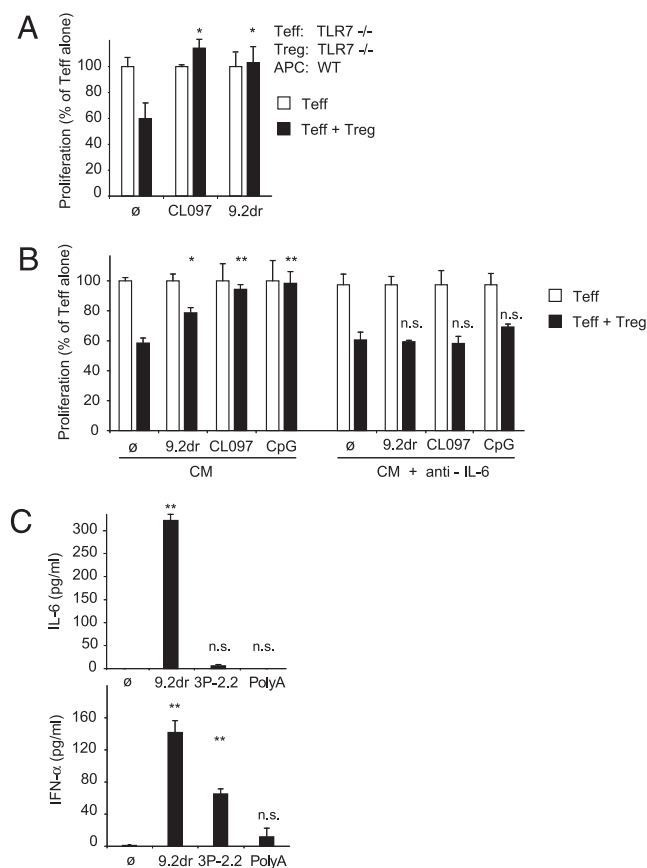 A
Proliferation (% of Teff alone)
100
80
60
40
20
0
ø CL097 9.2dr
* *
Teff: TLR7 -/-
Treg: TLR7 -/-
APC: WT
Teff
Teff + Treg
B
Proliferation (% of Teff alone)
100
80
60
40
20
0
* ** **
n.s. n.s. n.s.
ø 9.2dr CL097 CpG ø 9.2dr CL097 CpG
CM CM + anti - IL-6
Teff
Teff + Treg
C
IL-6 (pg/ml)
300
250
200
150
100
50
0
** n.s. n.s.
ø 9.2dr 3P-2.2 PolyA
IFN-α (pg/ml)
160
120
80
40
0
** ** n.s.
ø 9.2dr 3P-2.2 PolyA